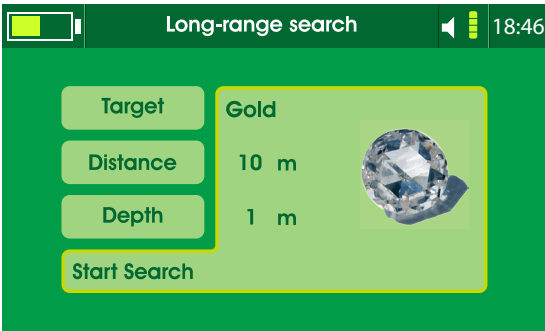 Long-range search
18:46
Target
Gold
Distance
10 m
Depth
1 m
Start Search